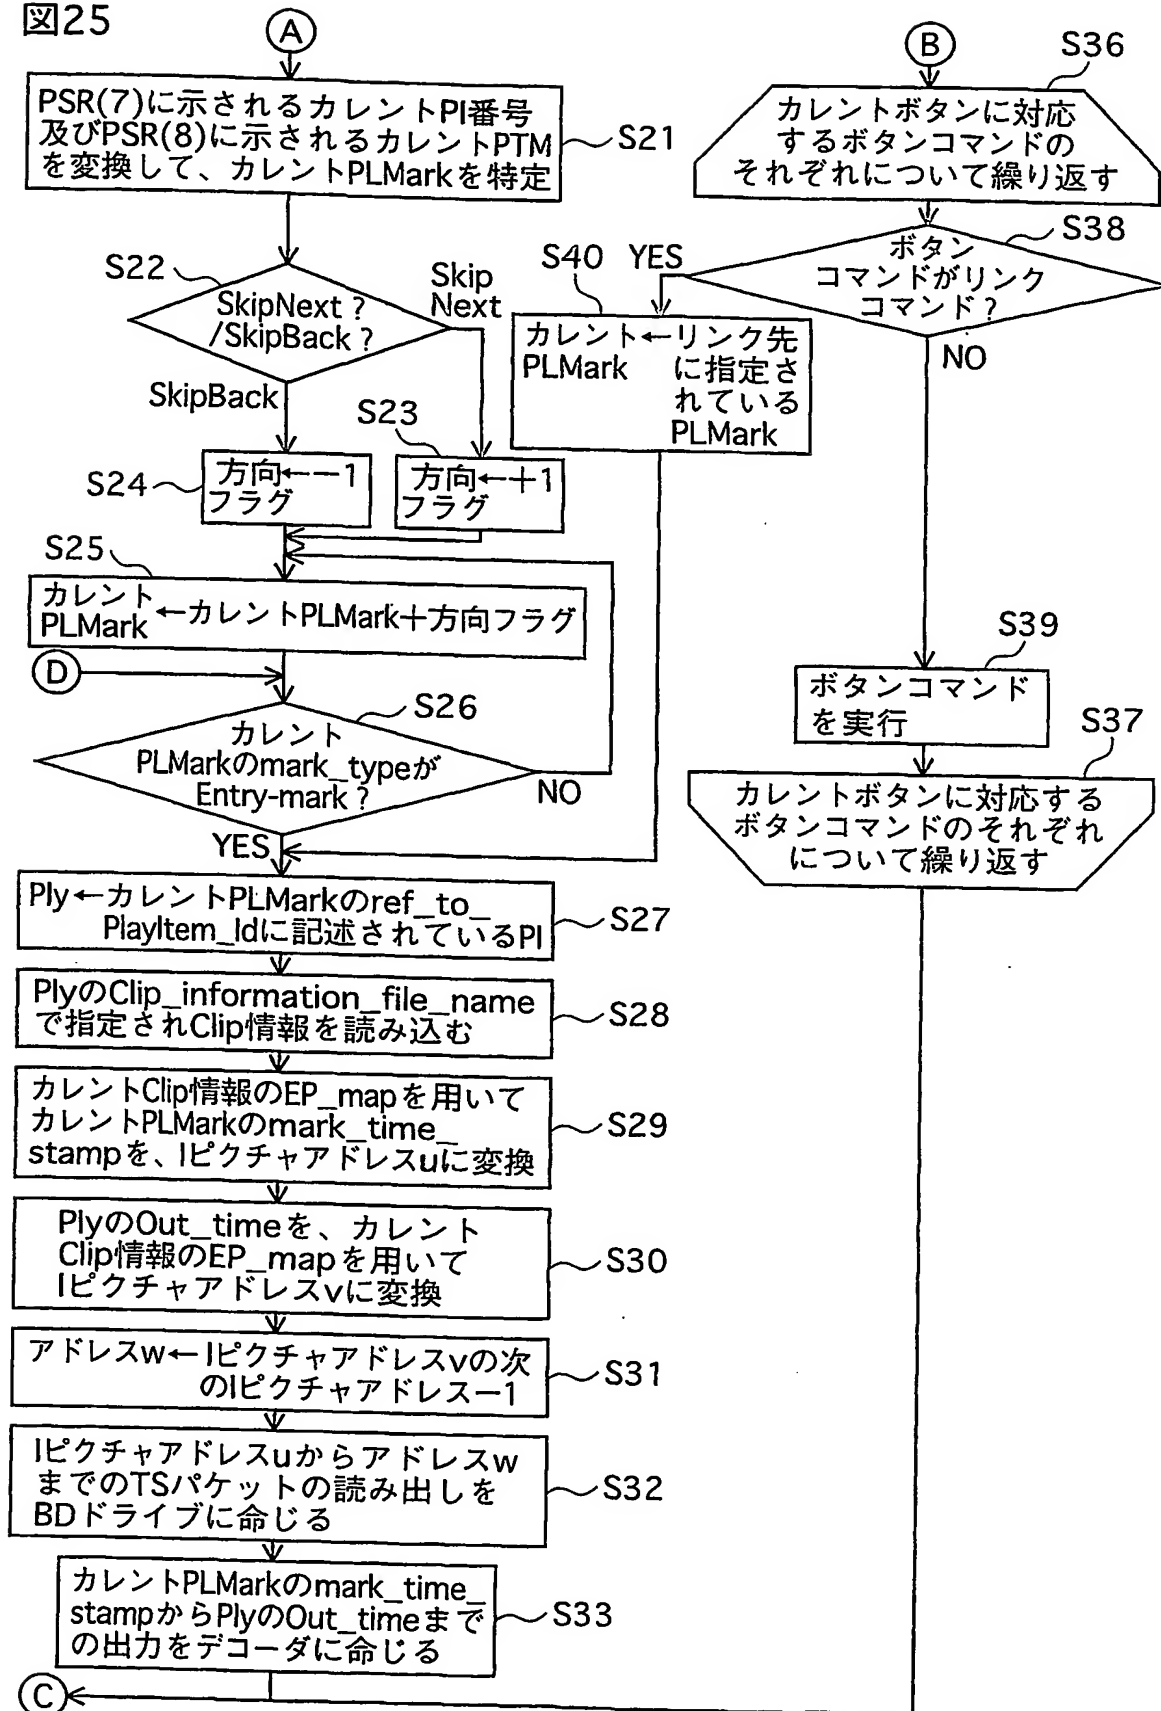 図25
A
PSR(7)に示されるカレントPI番号
及びPSR(8)に示されるカレントPTM
を変換して、カレントPLMarkを特定
S21
S22
SkipNext?
/SkipBack?
Skip
Next
SkipBack
S23
S24
方向←−1
フラグ
方向←+1
フラグ
S25
カレント
PLMark
←カレントPLMark+方向フラグ
D
S26
カレント
PLMarkのmark_typeが
Entry-mark?
NO
YES
Ply←カレントPLMarkのref_to_
PlayItem_Idに記述されているPI
S27
PlyのClip_information_file_name
で指定されClip情報を読み込む
S28
カレントClip情報のEP_mapを用いて
カレントPLMarkのmark_time_
stampを、Iピクチャアドレスuに変換
S29
PlyのOut_timeを、カレント
Clip情報のEP_mapを用いて
Iピクチャアドレスvに変換
S30
アドレスw←Iピクチャアドレスvの次
のIピクチャアドレス−1
S31
Iピクチャアドレスuからアドレスw
までのTSパケットの読み出しを
BDドライブに命じる
S32
カレントPLMarkのmark_time_
stampからPlyのOut_timeまで
の出力をデコーダに命じる
S33
C
B
S36
カレントボタンに対応
するボタンコマンドの
それぞれについて繰り返す
S38
ボタン
コマンドがリンク
コマンド?
YES
NO
S40
カレント←リンク先
PLMark に指定さ
れている
PLMark
S39
ボタンコマンド
を実行
S37
カレントボタンに対応する
ボタンコマンドのそれぞれ
について繰り返す